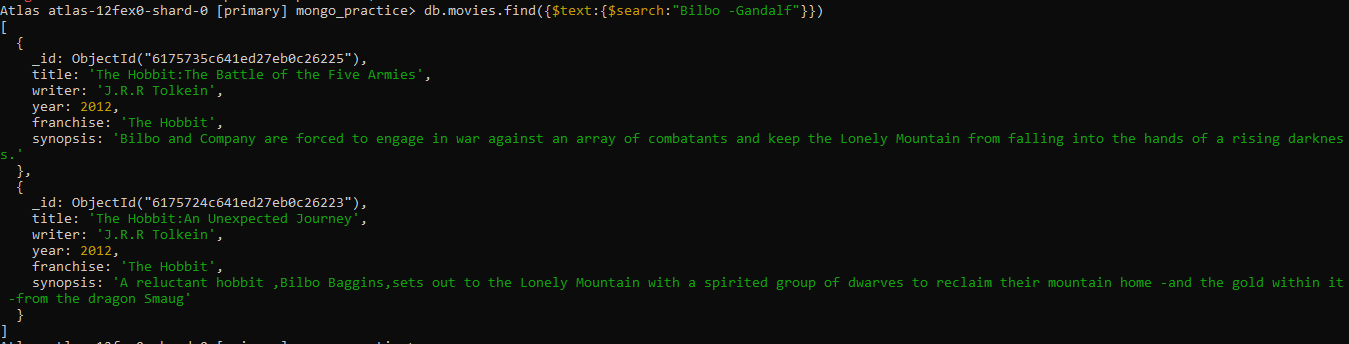 Atlas atlas-12fex0-shard-0 [primary] mongo_practice> db.movies.find({$text:{$search:"Bilbo -Gandalf"}})
[
  {
    _id: ObjectId("6175735c641ed27eb0c26225"),
    title: 'The Hobbit:The Battle of the Five Armies',
    writer: 'J.R.R Tolkein',
    year: 2012,
    franchise: 'The Hobbit',
    synopsis: 'Bilbo and Company are forced to engage in war against an array of combatants and keep the Lonely Mountain from falling into the hands of a rising darknes
s.'
  },
  {
    _id: ObjectId("6175724c641ed27eb0c26223"),
    title: 'The Hobbit:An Unexpected Journey',
    writer: 'J.R.R Tolkein',
    year: 2012,
    franchise: 'The Hobbit',
    synopsis: 'A reluctant hobbit ,Bilbo Baggins,sets out to the Lonely Mountain with a spirited group of dwarves to reclaim their mountain home -and the gold within it
 -from the dragon Smaug'
  }
]